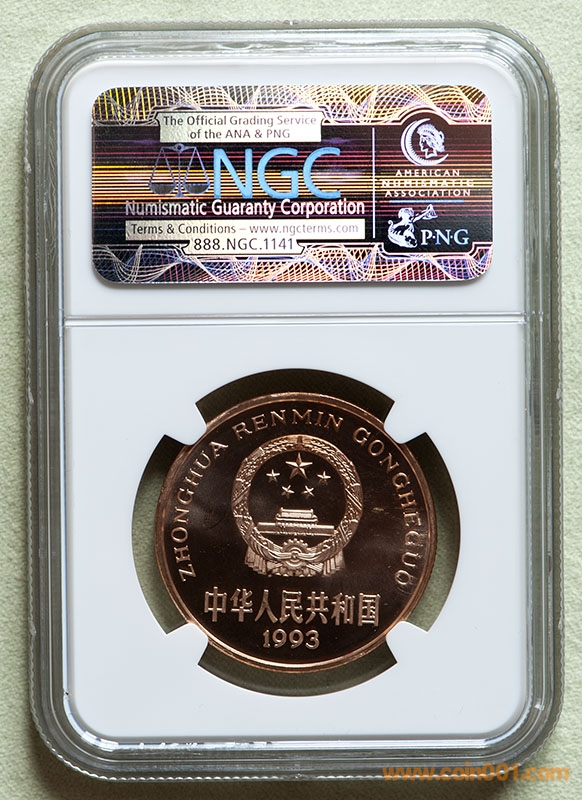 The Official Grading Service
of the ANA & PNG
NGC
Numismatic Guaranty Corporation
Terms & Conditions – www.ngcterms.com
888.NGC.1141
AMERICAN
NUMISMATIC
ASSOCIATION
P·N·G
ZHONGHUA RENMIN GONGHEGUO
中华人民共和国
1993
www.coin001.com